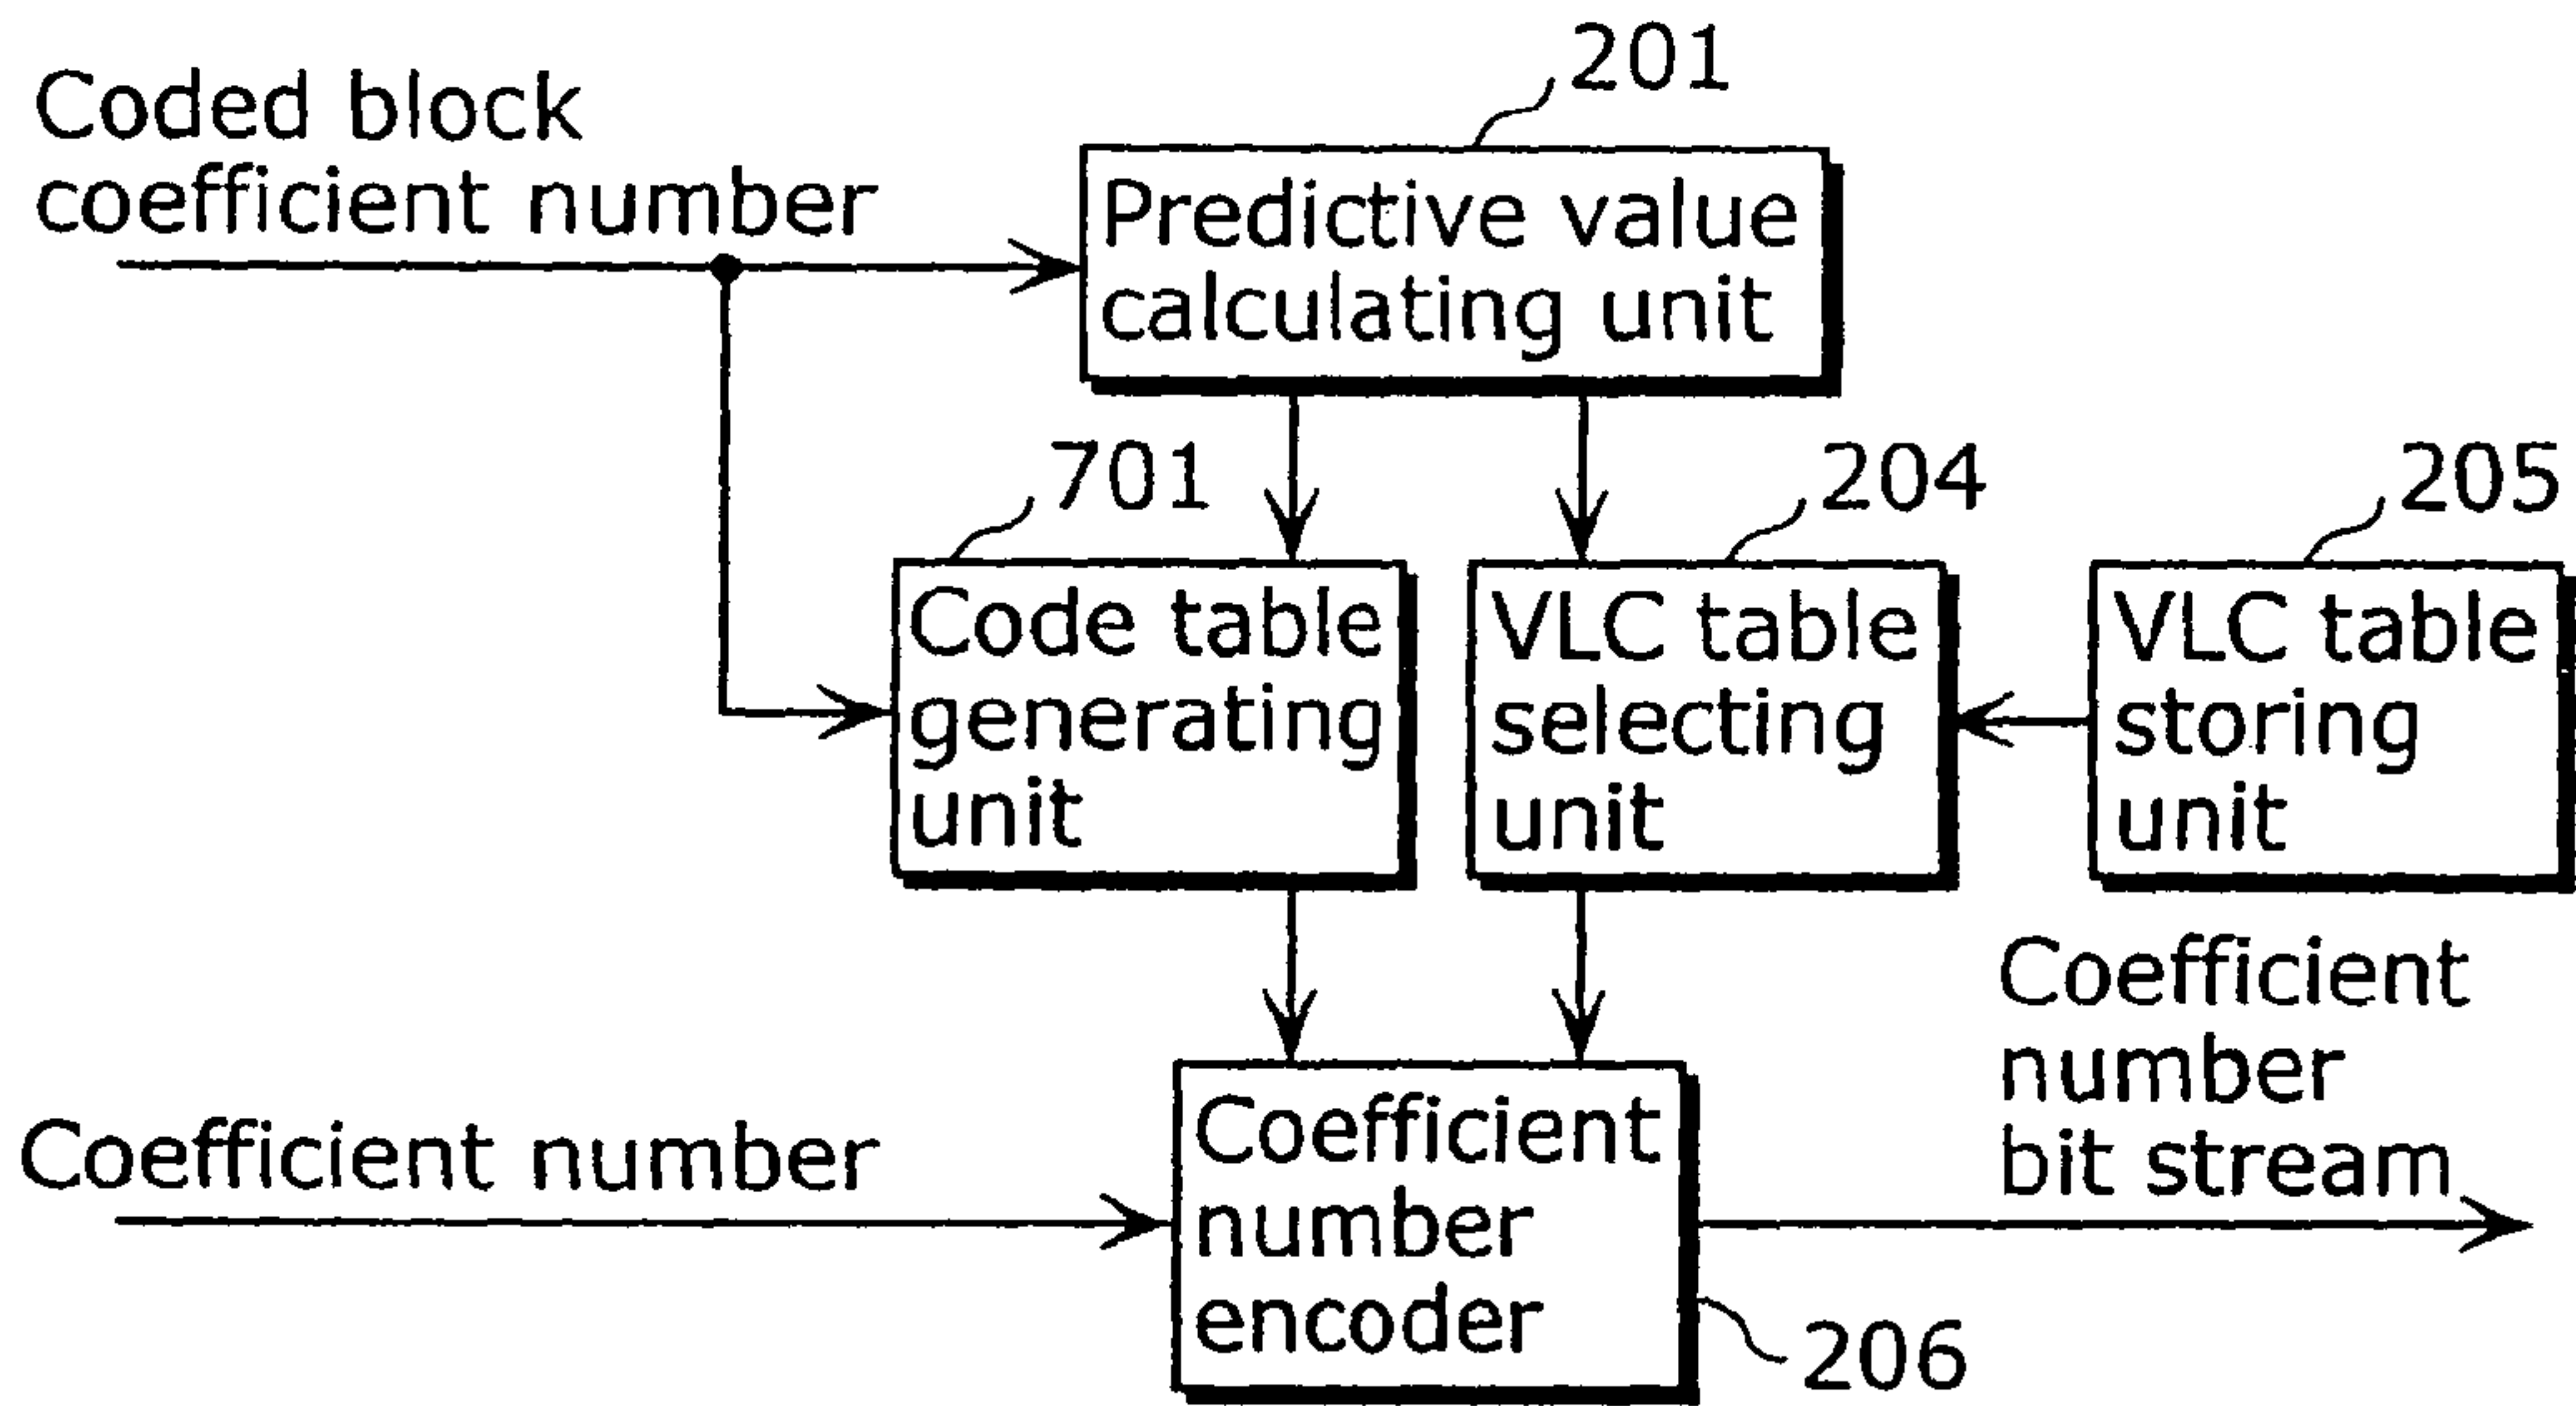 201
Coded block
coefficient number
Predictive value
calculating unit
701
204
205
Code table
generating
unit
VLC table
selecting
unit
VLC table
storing
unit
Coefficient
number
bit stream
Coefficient number
Coefficient
number
encoder
206